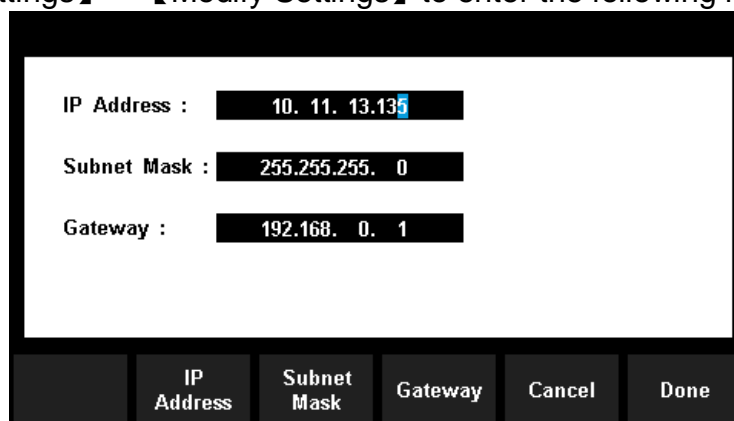 ttings】 【Modify Settings】 to enter the following
IP Address : 10. 11. 13.135
Subnet Mask : 255.255.255. 0
Gateway : 192.168. 0. 1
IP Address Subnet Mask Gateway Cancel Done